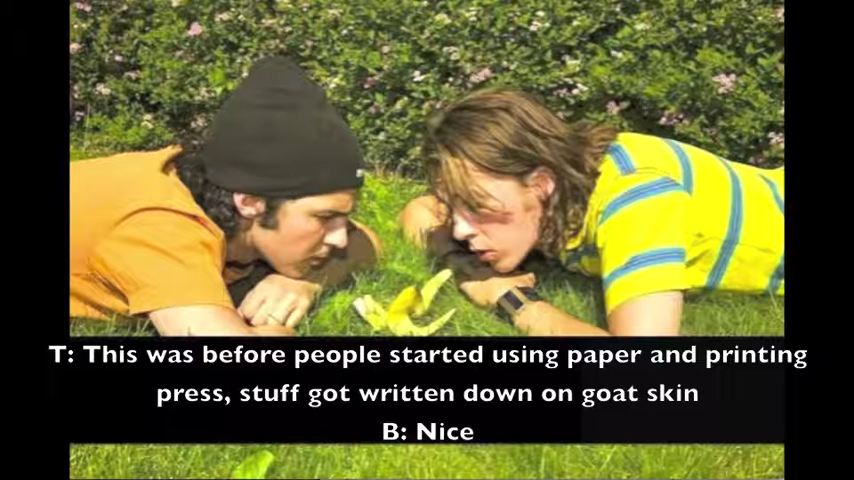 T: This was before people started using paper and printing
press, stuff got written down on goat skin
B: Nice